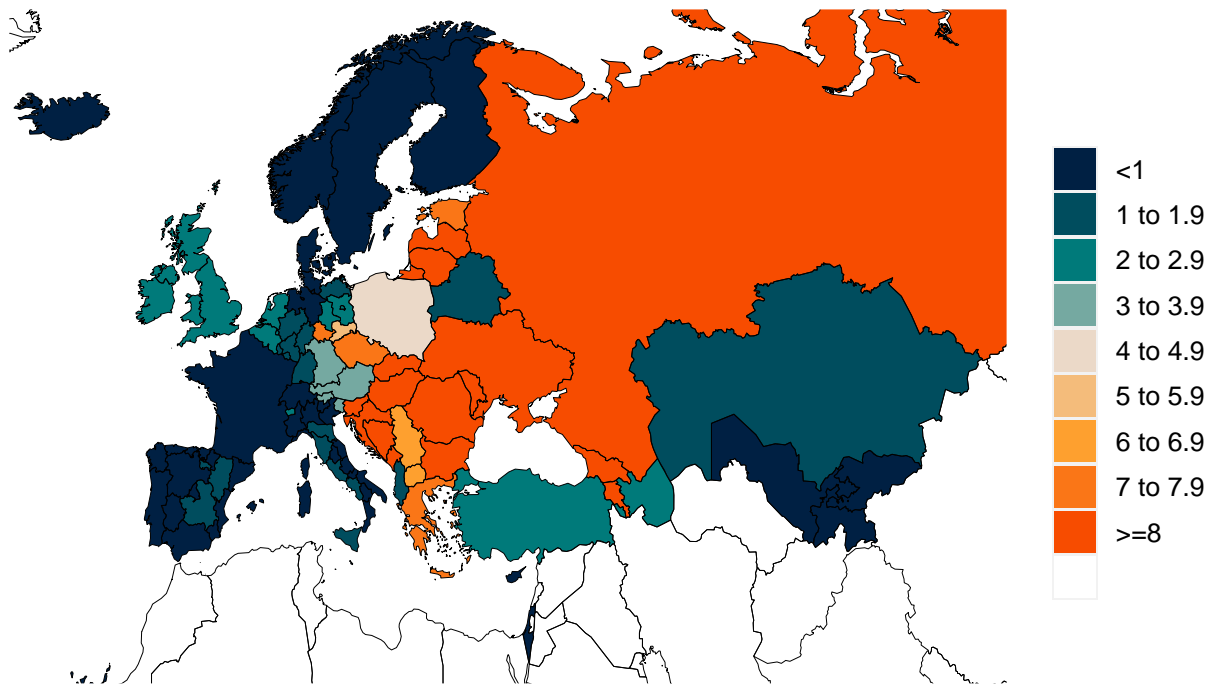 <1
1 to 1.9
2 to 2.9
3 to 3.9
4 to 4.9
5 to 5.9
6 to 6.9
7 to 7.9
>=8